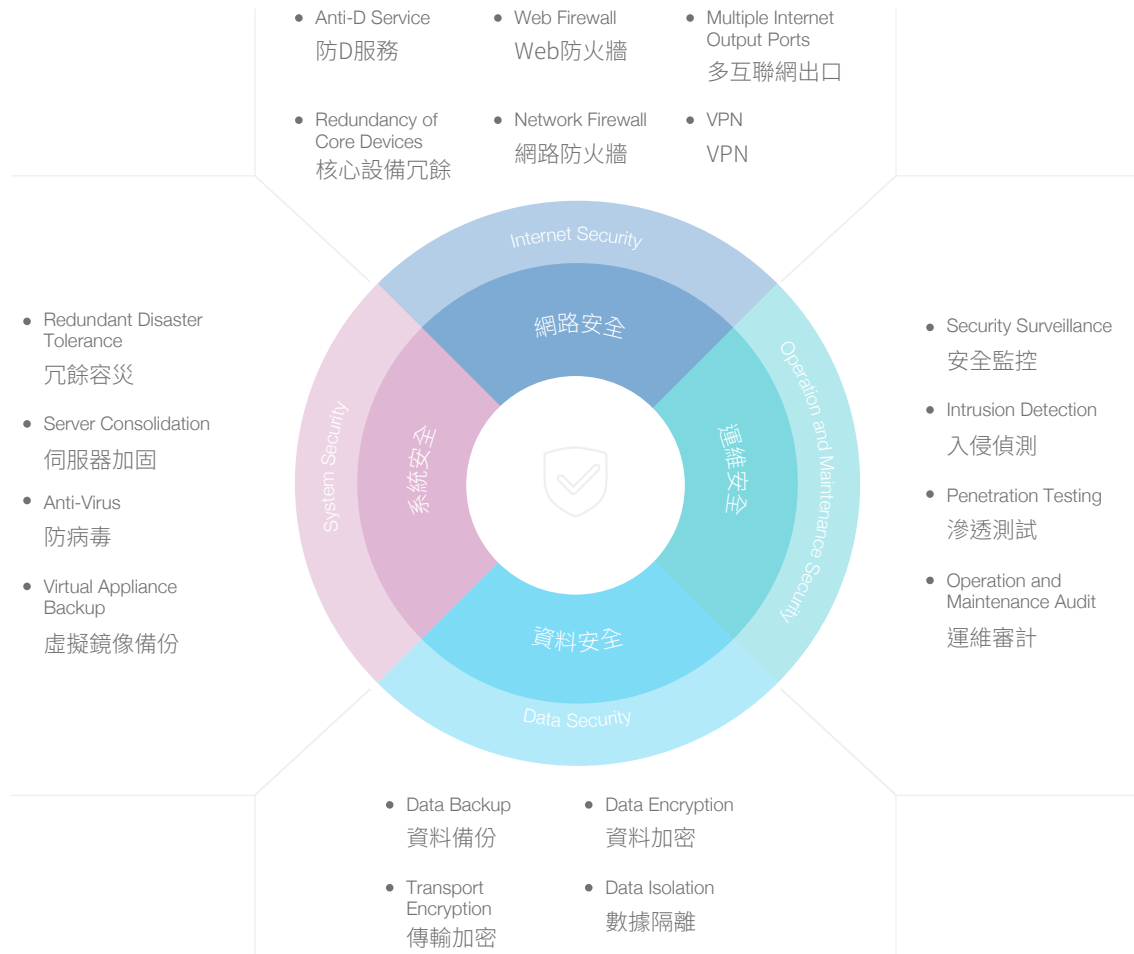 Anti-D Service
防D服務
Web Firewall
Web防火牆
Multiple Internet
Output Ports
多互聯網出口
Redundancy of
Core Devices
核心設備冗餘
Network Firewall
網路防火牆
VPN
VPN
Internet Security
網路安全
Redundant Disaster
Tolerance
冗餘容災
Server Consolidation
伺服器加固
Anti-Virus
防病毒
Virtual Appliance
Backup
虛擬鏡像備份
System Security
系統安全
運維安全
Operation and Maintenance Security
Security Surveillance
安全監控
Intrusion Detection
入侵偵測
Penetration Testing
滲透測試
Operation and
Maintenance Audit
運維審計
資料安全
Data Security
Data Backup
資料備份
Data Encryption
資料加密
Transport
Encryption
傳輸加密
Data Isolation
數據隔離